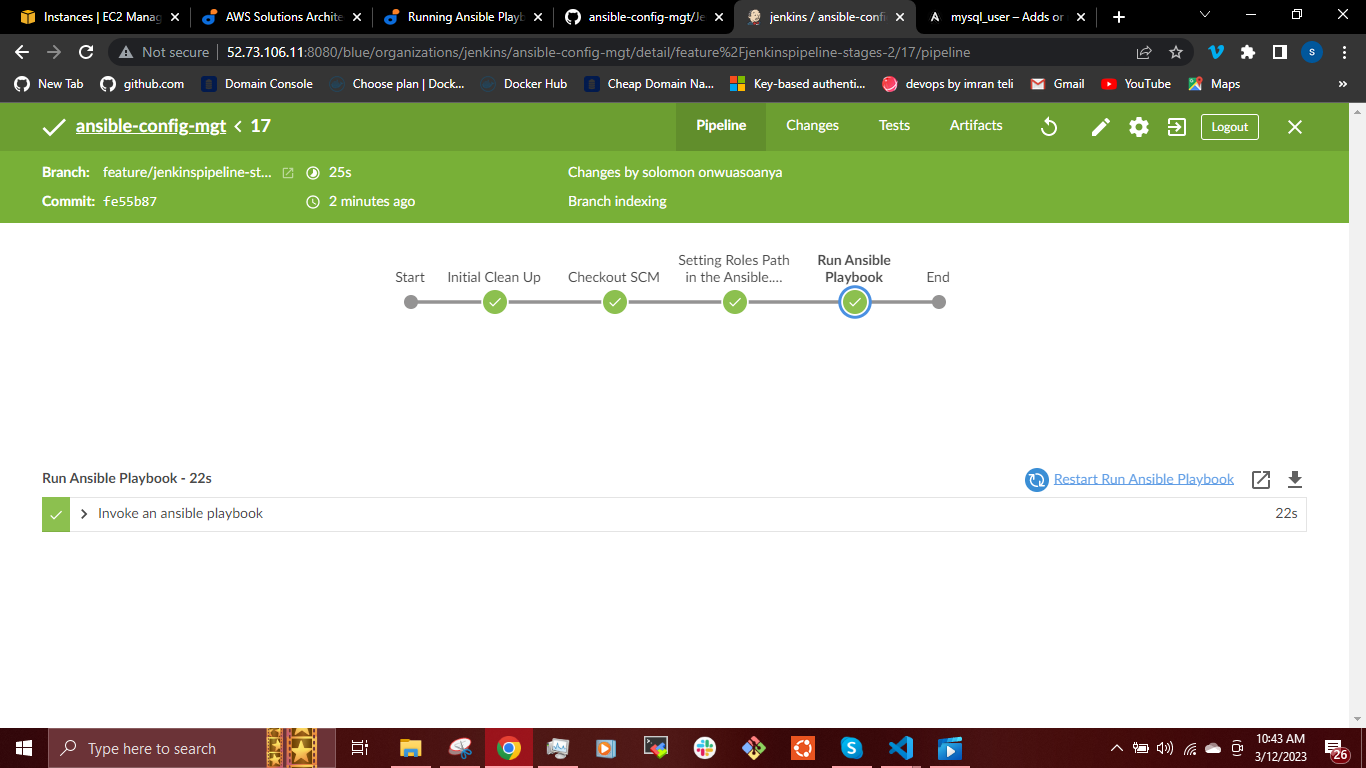 Instances | EC2 Manag
AWS Solutions Archite
Running Ansible Playb
ansible-config-mgt/Je
jenkins / ansible-confi
A mysql_user – Adds or
Not secure
52.73.106.11:8080/blue/organizations/jenkins/ansible-config-mgt/detail/feature%2Fjenkinspipeline-stages-2/17/pipeline
S
New Tab
github.com
Domain Console
Choose plan | Dock...
Docker Hub
Cheap Domain Na...
Key-based authenti...
devops by imran teli
Gmail
YouTube
Maps
»
ansible-config-mgt < 17
Pipeline
Changes
Tests
Artifacts
Logout
Branch: feature/jenkinspipeline-st...
25s
Changes by solomon onwuasoanya
Commit: fe55b87
2 minutes ago
Branch indexing
Start
Initial Clean Up
Checkout SCM
Setting Roles Path
in the Ansible....
Run Ansible
Playbook
End
Run Ansible Playbook - 22s
Restart Run Ansible Playbook
Invoke an ansible playbook
22s
Type here to search
10:43 AM
3/12/2023
26